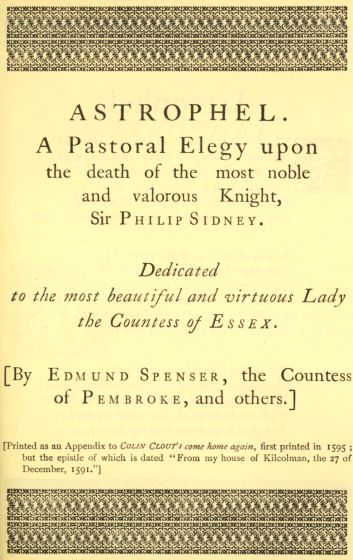 ASTROPHEL.
A Pastoral Elegy upon
the death of the most noble
and valorous Knight,
Sir PHILIP SIDNEY.
Dedicated
to the most beautiful and virtuous Lady
the Countess of ESSEX.
[By EDMUND SPENSER, the Countess
of PEMBROKE, and others.]
[Printed as an Appendix to COLIN CLOUT's come home again, first printed in 1595 ;
but the epistle of which is dated "From my house of Kilcolman, the 27 of
December, 1591."]